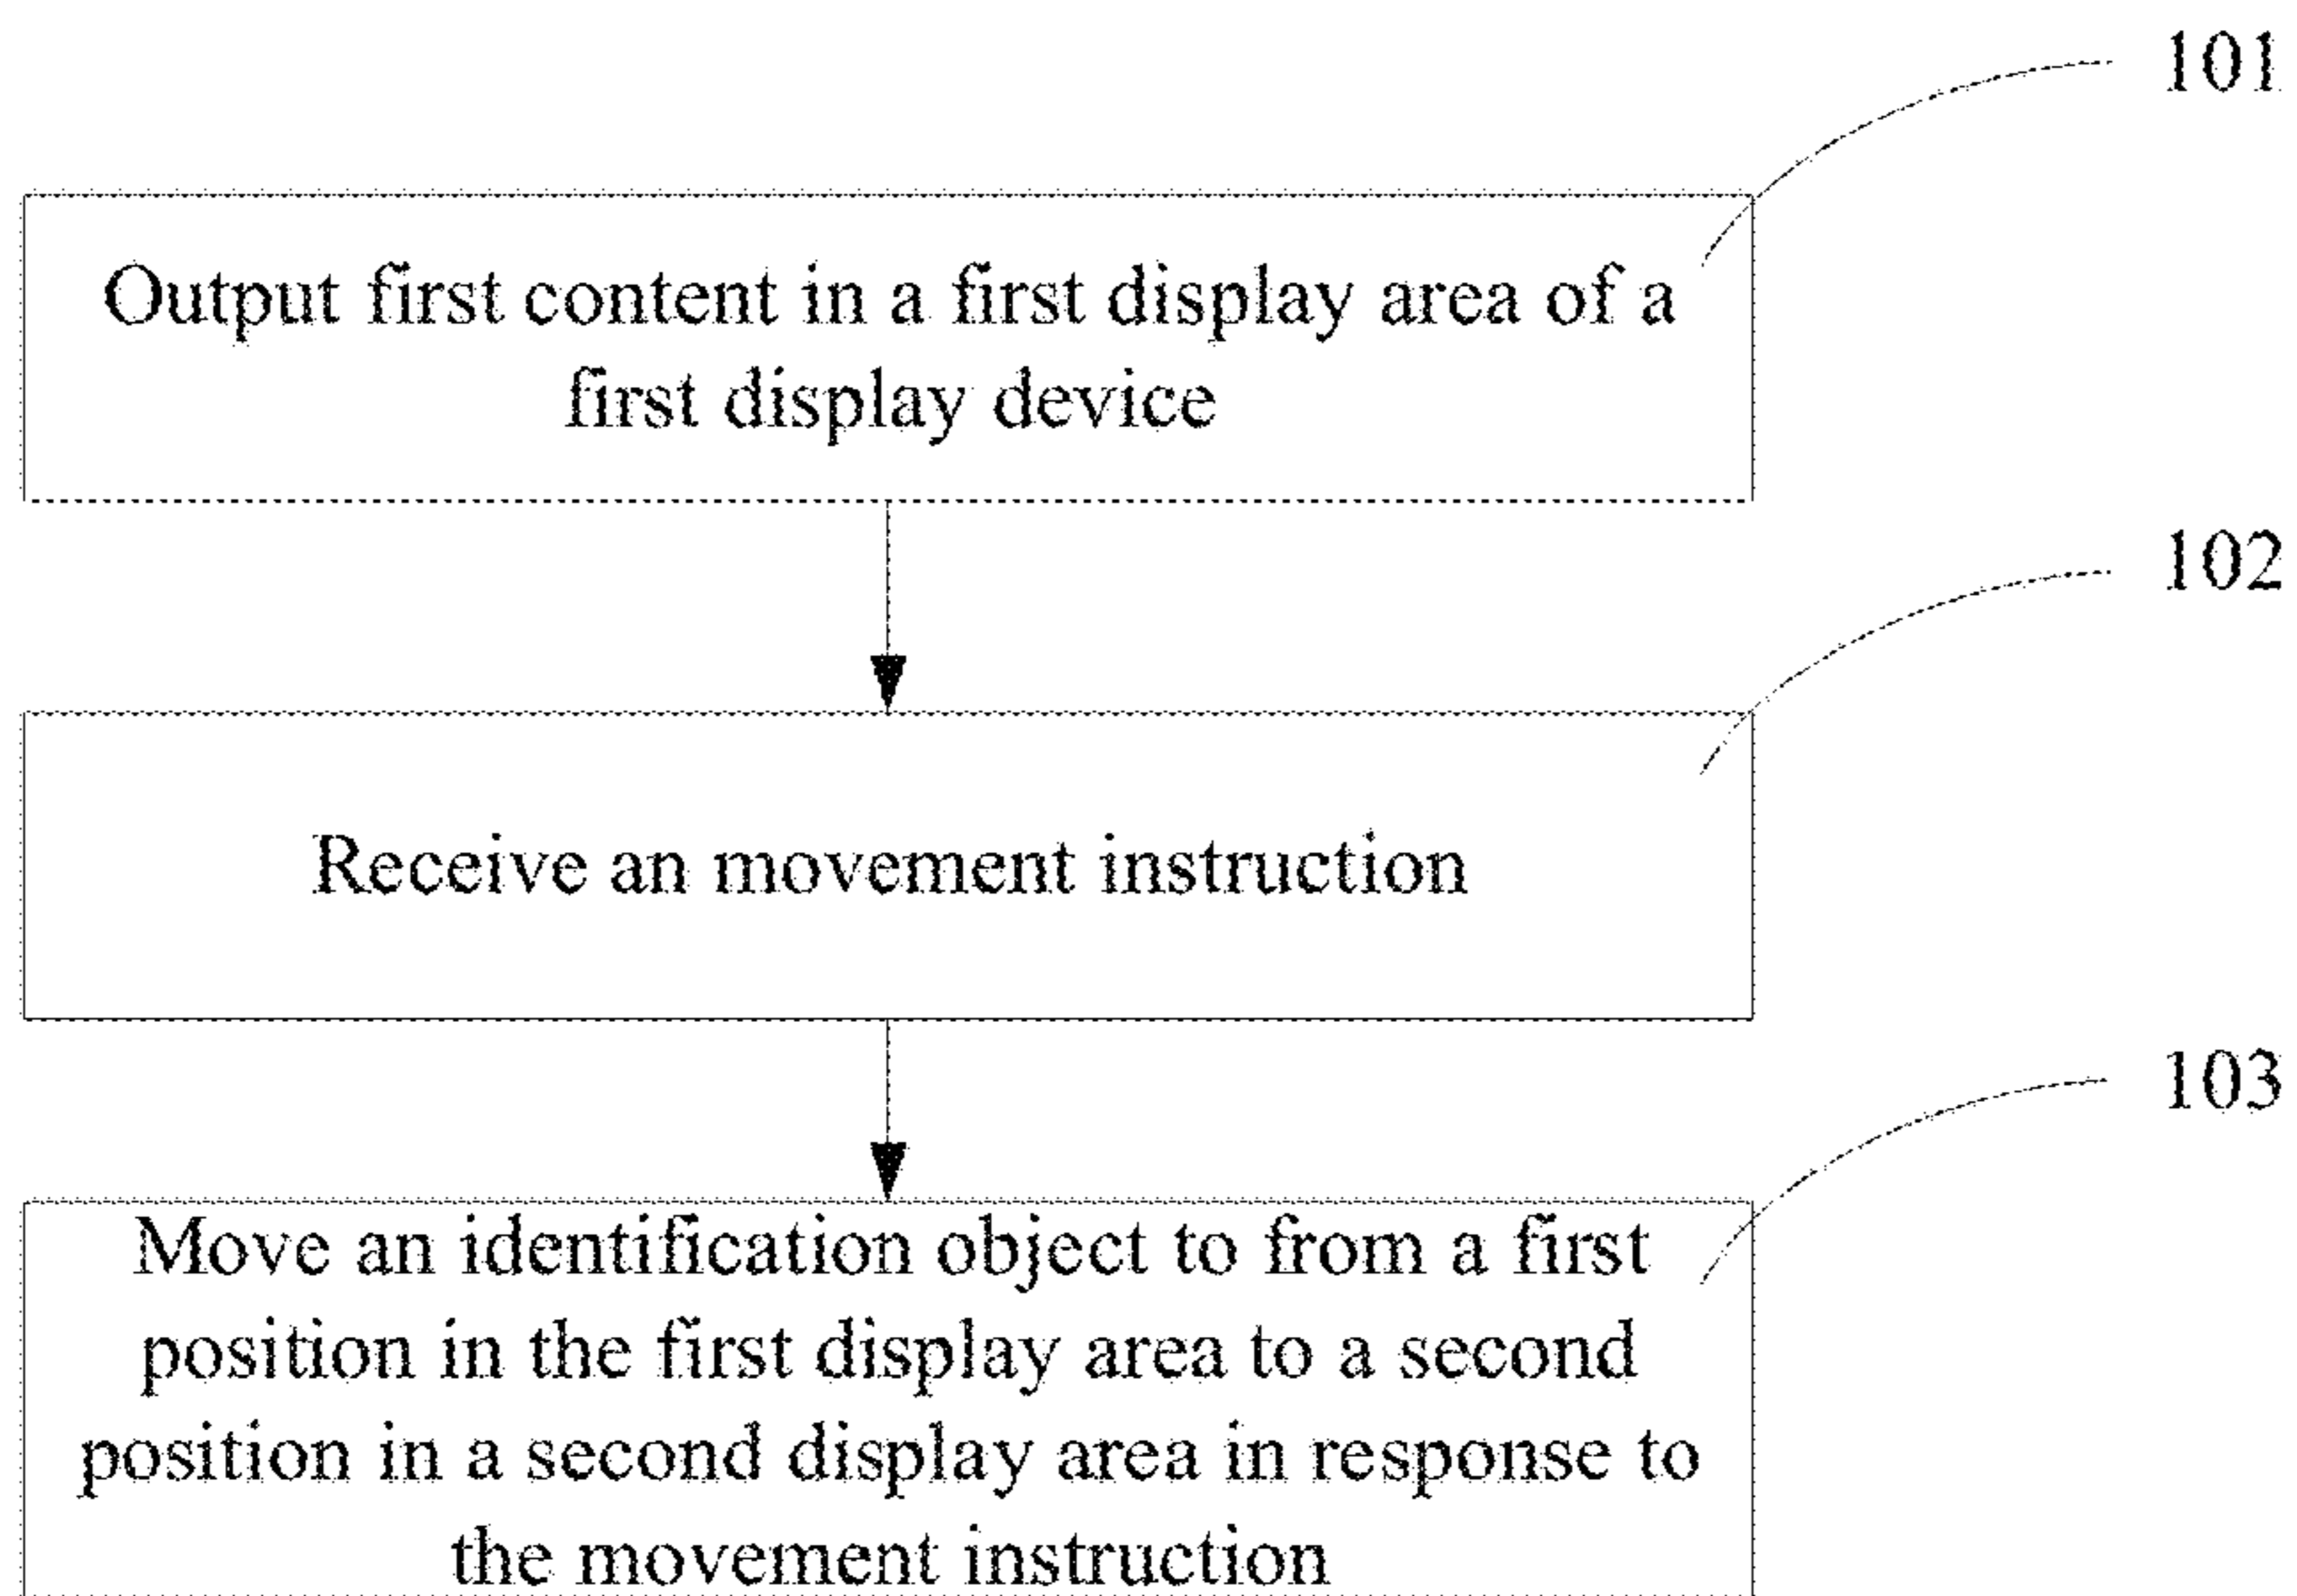 101
Output first content in a first display area of a
first display device
102
Receive an movement instruction
103
Move an identification object to from a first
position in the first display area to a second
position in a second display area in response to
the movement instruction